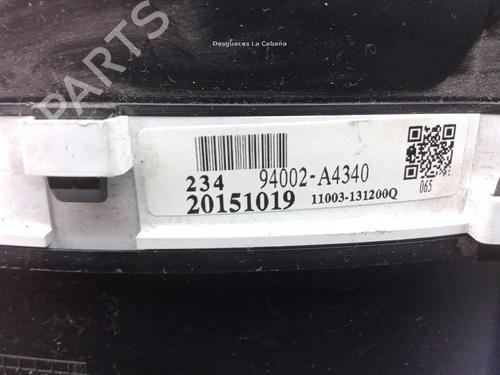 Desguaces La Cabaña
PARTS
234 94002-A4340
20151019 11003-131200Q
065